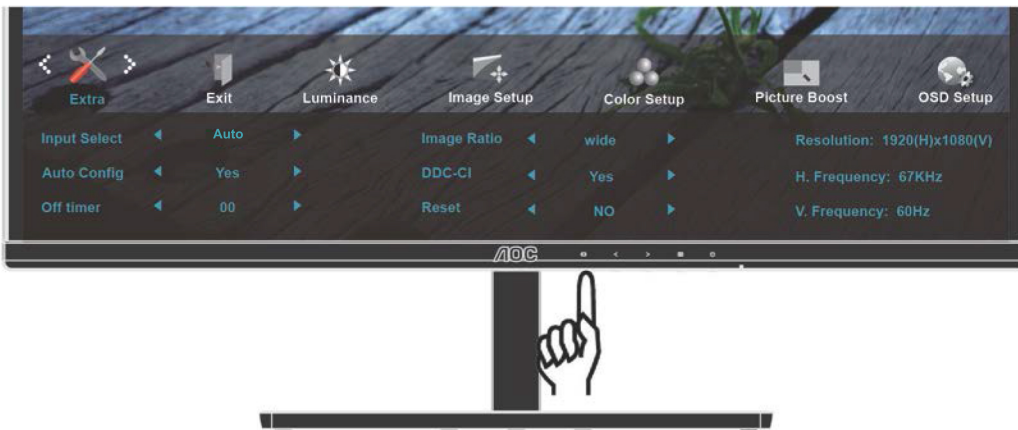 Extra Exit Luminance Image Setup Color Setup Picture Boost OSD Setup
Input Select Auto Image Ratio wide Resolution: 1920(H)x1080(V)
Auto Config Yes DDC-CI Yes H. Frequency: 67KHz
Off timer 00 Reset NO V. Frequency: 60Hz
AOC